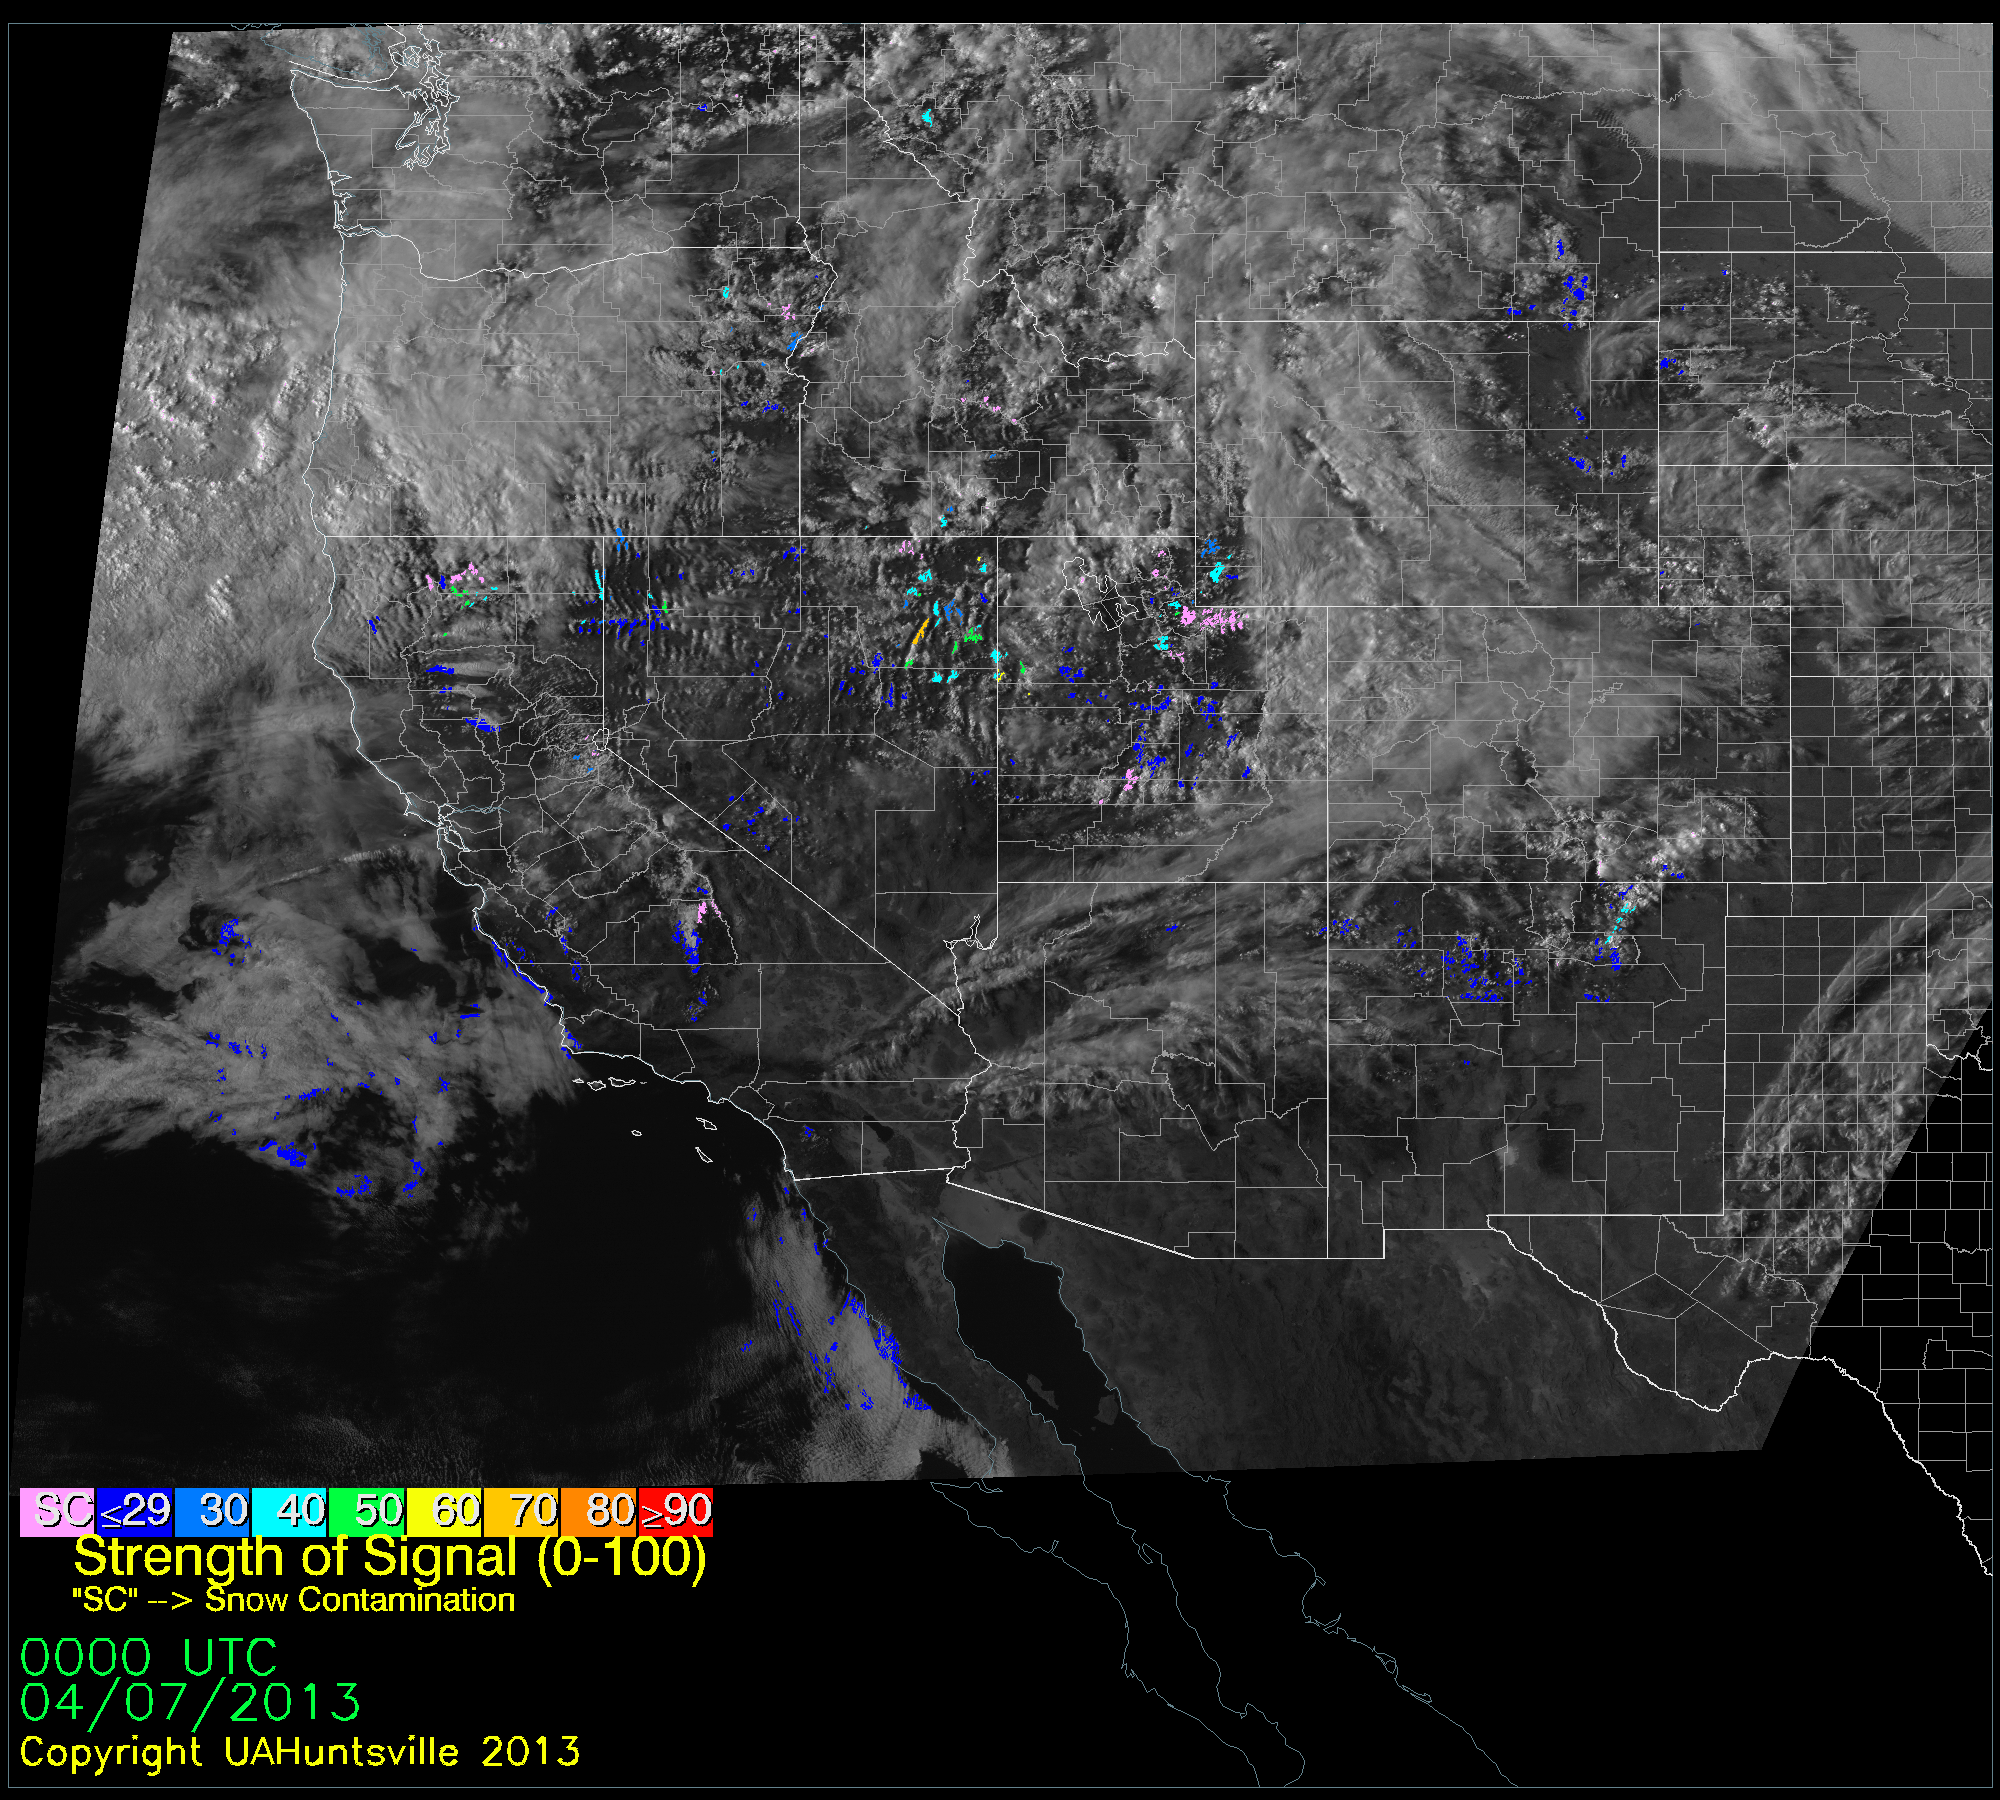 SC ≤29 30 40 50 60 70 80 ≥90
Strength of Signal (0-100)
"SC" --> Snow Contamination
0000 UTC
04/07/2013
Copyright UAHuntsville 2013